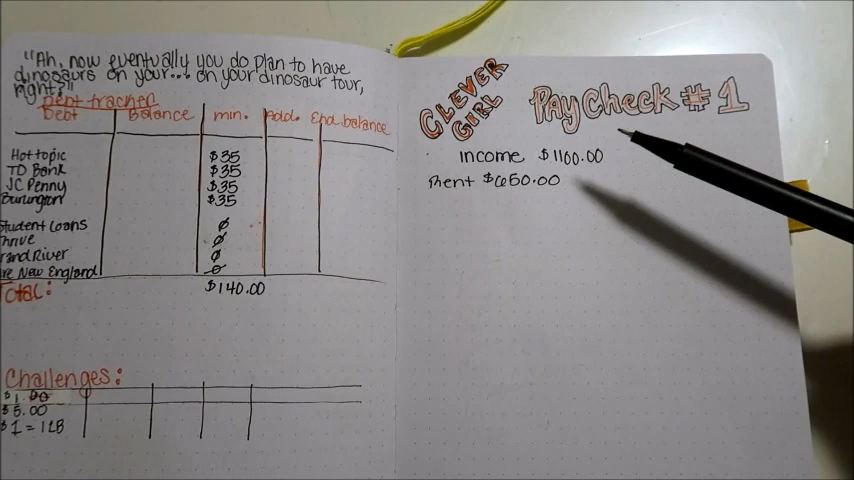 "Ah, now eventually you do plan to have
dinosaurs on your... on your dinosaur tour,
right?"
Debt tracker
Debt Balance min. Add. End balance
Hot topic $35
TD Bank $35
JC Penny $35
Burlington $35
Student Loans Ø
Thrive Ø
Grand River Ø
New England Ø
Total: $140.00
Challenges:
$1.00
$5.00
$1 = 1LB
CLEVER
GIRL
PayCheck #1
Income $1100.00
Rent $650.00